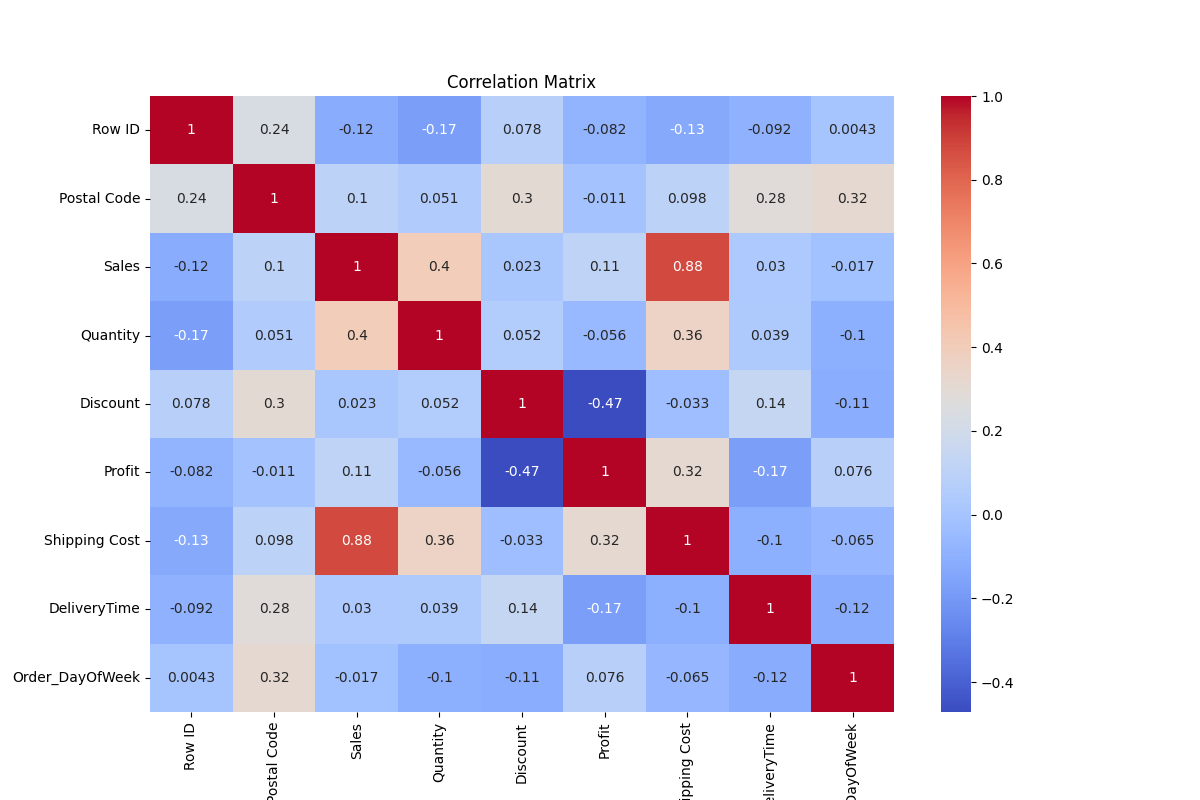 Correlation Matrix
Row ID 1 0.24 -0.12 -0.17 0.078 -0.082 -0.13 -0.092 0.0043
Postal Code 0.24 1 0.1 0.051 0.3 -0.011 0.098 0.28 0.32
Sales -0.12 0.1 1 0.4 0.023 0.11 0.88 0.03 -0.017
Quantity -0.17 0.051 0.4 1 0.052 -0.056 0.36 0.039 -0.1
Discount 0.078 0.3 0.023 0.052 1 -0.47 -0.033 0.14 -0.11
Profit -0.082 -0.011 0.11 -0.056 -0.47 1 0.32 -0.17 0.076
Shipping Cost -0.13 0.098 0.88 0.36 -0.033 0.32 1 -0.1 -0.065
DeliveryTime -0.092 0.28 0.03 0.039 0.14 -0.17 -0.1 1 -0.12
Order_DayOfWeek 0.0043 0.32 -0.017 -0.1 -0.11 0.076 -0.065 -0.12 1
Row ID
Postal Code
Sales
Quantity
Discount
Profit
ipping Cost
eliveryTime
DayOfWeek
1.0
0.8
0.6
0.4
0.2
0.0
−0.2
−0.4